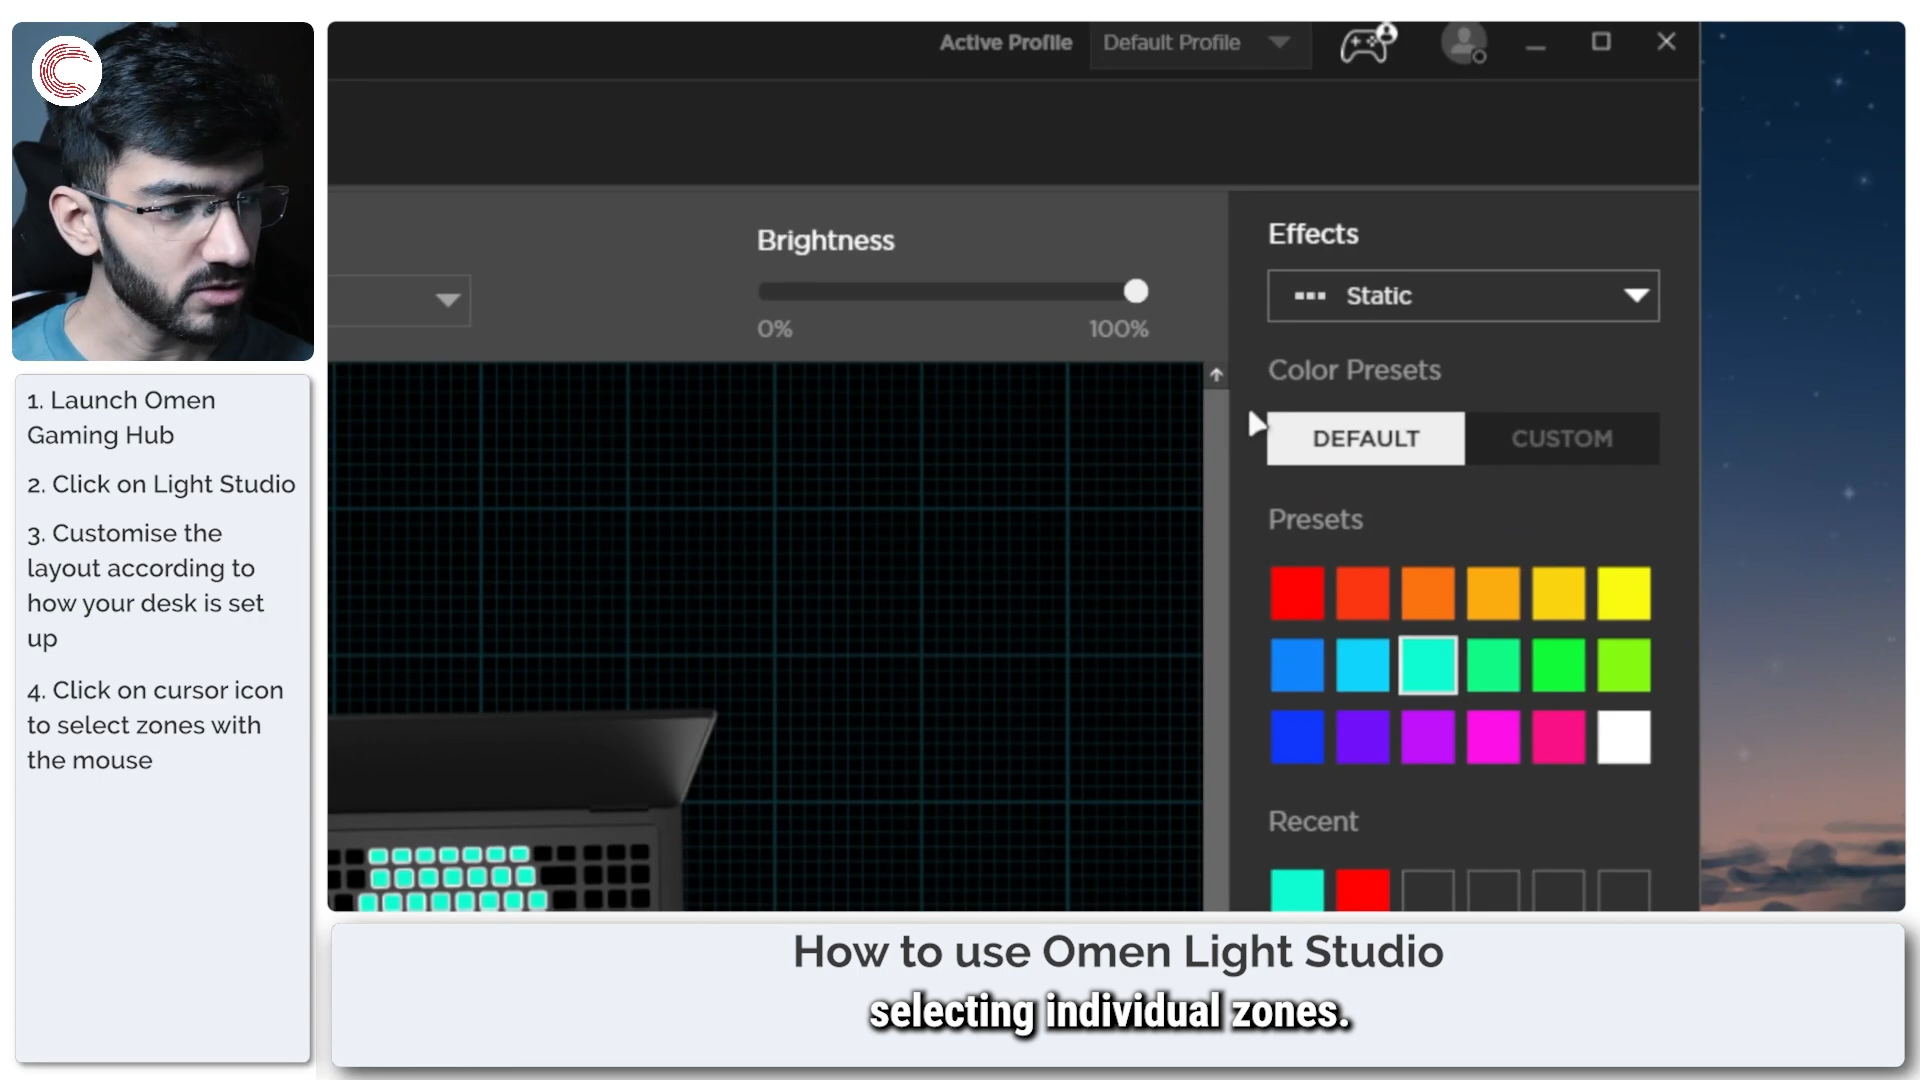 Active Profile
Default Profile
Brightness
0%
100%
Effects
Static
Color Presets
DEFAULT
CUSTOM
Presets
Recent
1. Launch Omen
Gaming Hub
2. Click on Light Studio
3. Customise the
layout according to
how your desk is set
up
4. Click on cursor icon
to select zones with
the mouse
How to use Omen Light Studio
selecting individual zones.